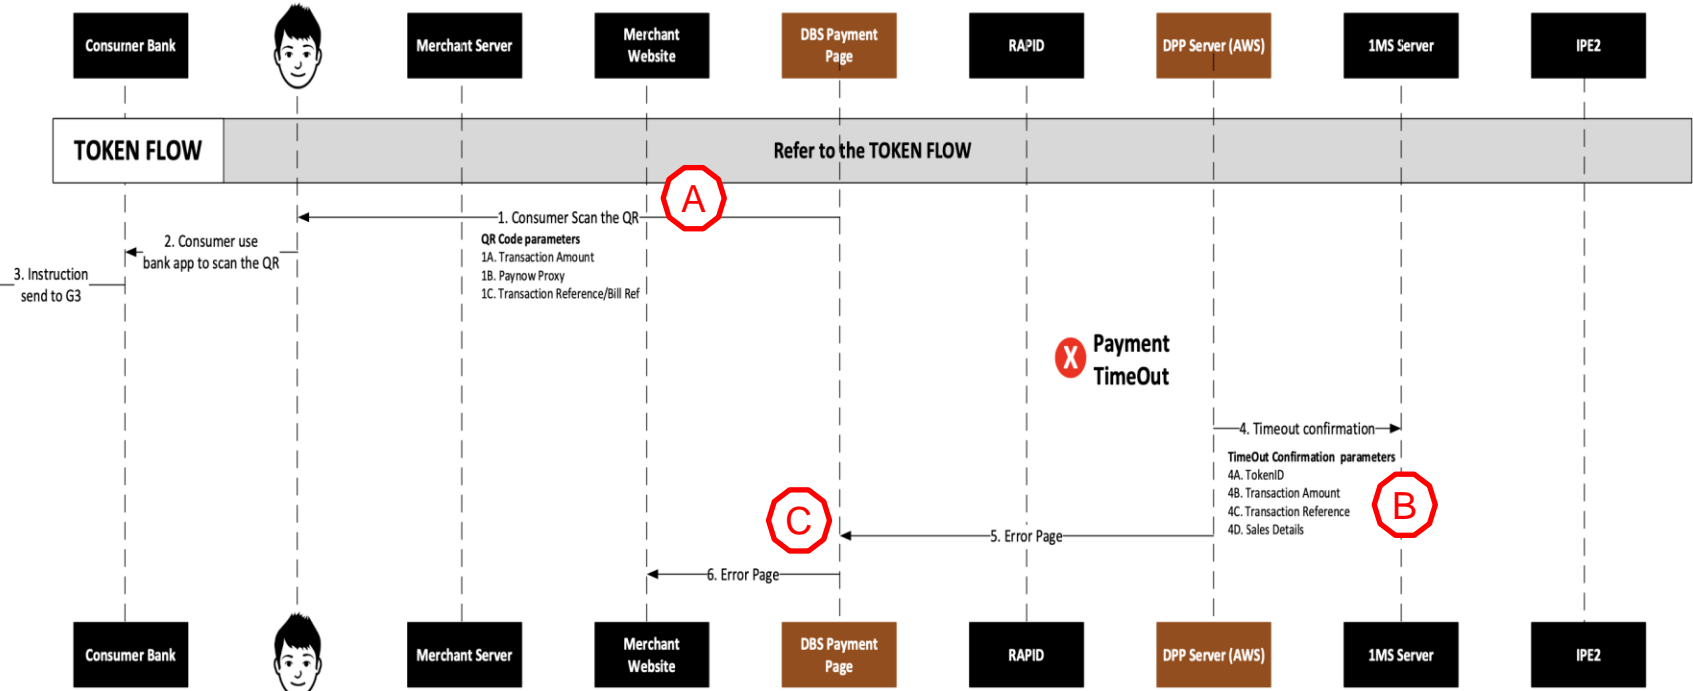 Consumer Bank
Merchant Server
Merchant
Website
DBS Payment
Page
RAPID
DPP Server (AWS)
1MS Server
IPE2
TOKEN FLOW
Refer to the TOKEN FLOW
A
1. Consumer Scan the QR
QR Code parameters
1A. Transaction Amount
1B. Paynow Proxy
1C. Transaction Reference/Bill Ref
2. Consumer use
bank app to scan the QR
3. Instruction
send to G3
X
Payment
TimeOut
4. Timeout confirmation
TimeOut Confirmation parameters
4A. TokenID
4B. Transaction Amount
4C. Transaction Reference
4D. Sales Details
B
C
5. Error Page
6. Error Page
Consumer Bank
Merchant Server
Merchant
Website
DBS Payment
Page
RAPID
DPP Server (AWS)
1MS Server
IPE2